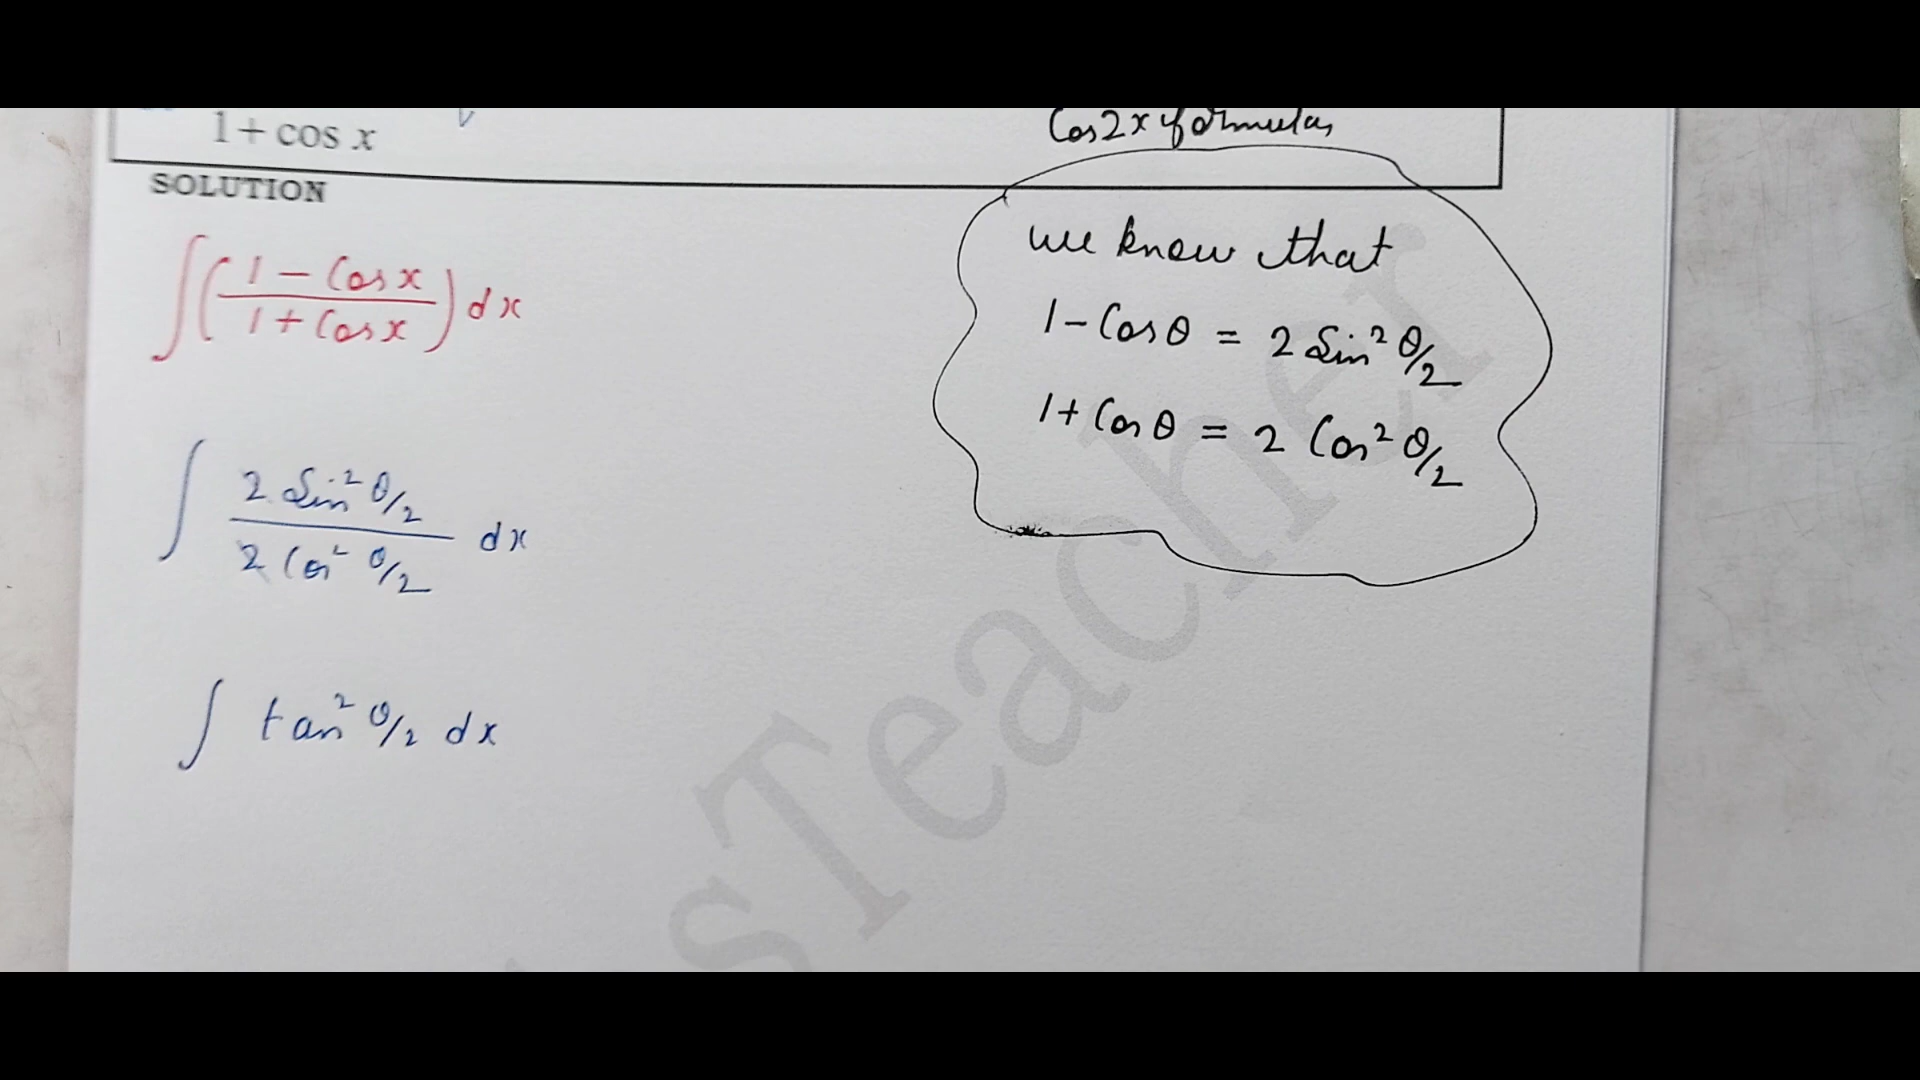 1 + cos x
Cos2x formulas
SOLUTION
∫(1 - Cos x / 1 + Cos x) dx
we know that
1 - Cos θ = 2 Sin² θ/2
1 + Cos θ = 2 Cos² θ/2
∫ 2 Sin² θ/2 / 2 Cos² θ/2 dx
∫ tan² θ/2 dx
sTeacher